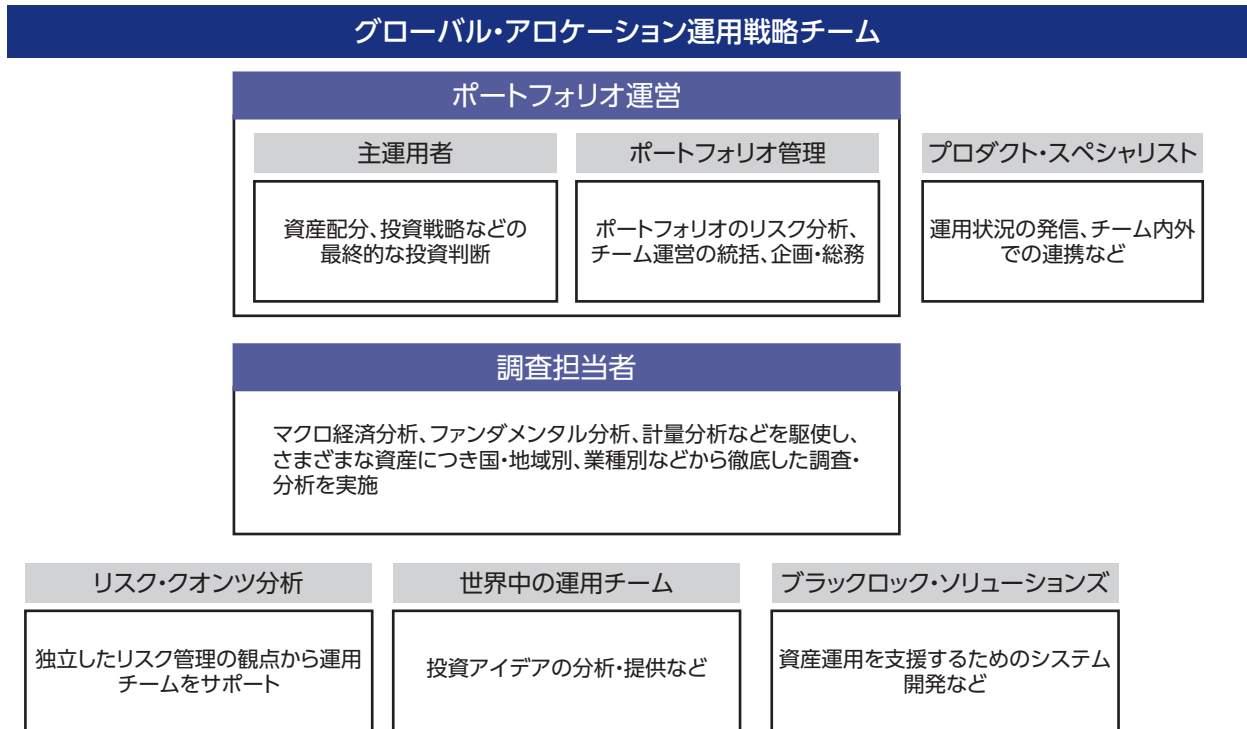 グローバル・アロケーション運用戦略チーム
ポートフォリオ運営
主運用者
資産配分、投資戦略などの
最終的な投資判断
ポートフォリオ管理
ポートフォリオのリスク分析、
チーム運営の統括、企画・総務
プロダクト・スペシャリスト
運用状況の発信、チーム内外
での連携など
調査担当者
マクロ経済分析、ファンダメンタル分析、計量分析などを駆使し、
さまざまな資産につき国・地域別、業種別などから徹底した調査・
分析を実施
リスク・クオンツ分析
独立したリスク管理の観点から運用
チームをサポート
世界中の運用チーム
投資アイデアの分析・提供など
ブラックロック・ソリューションズ
資産運用を支援するためのシステム
開発など